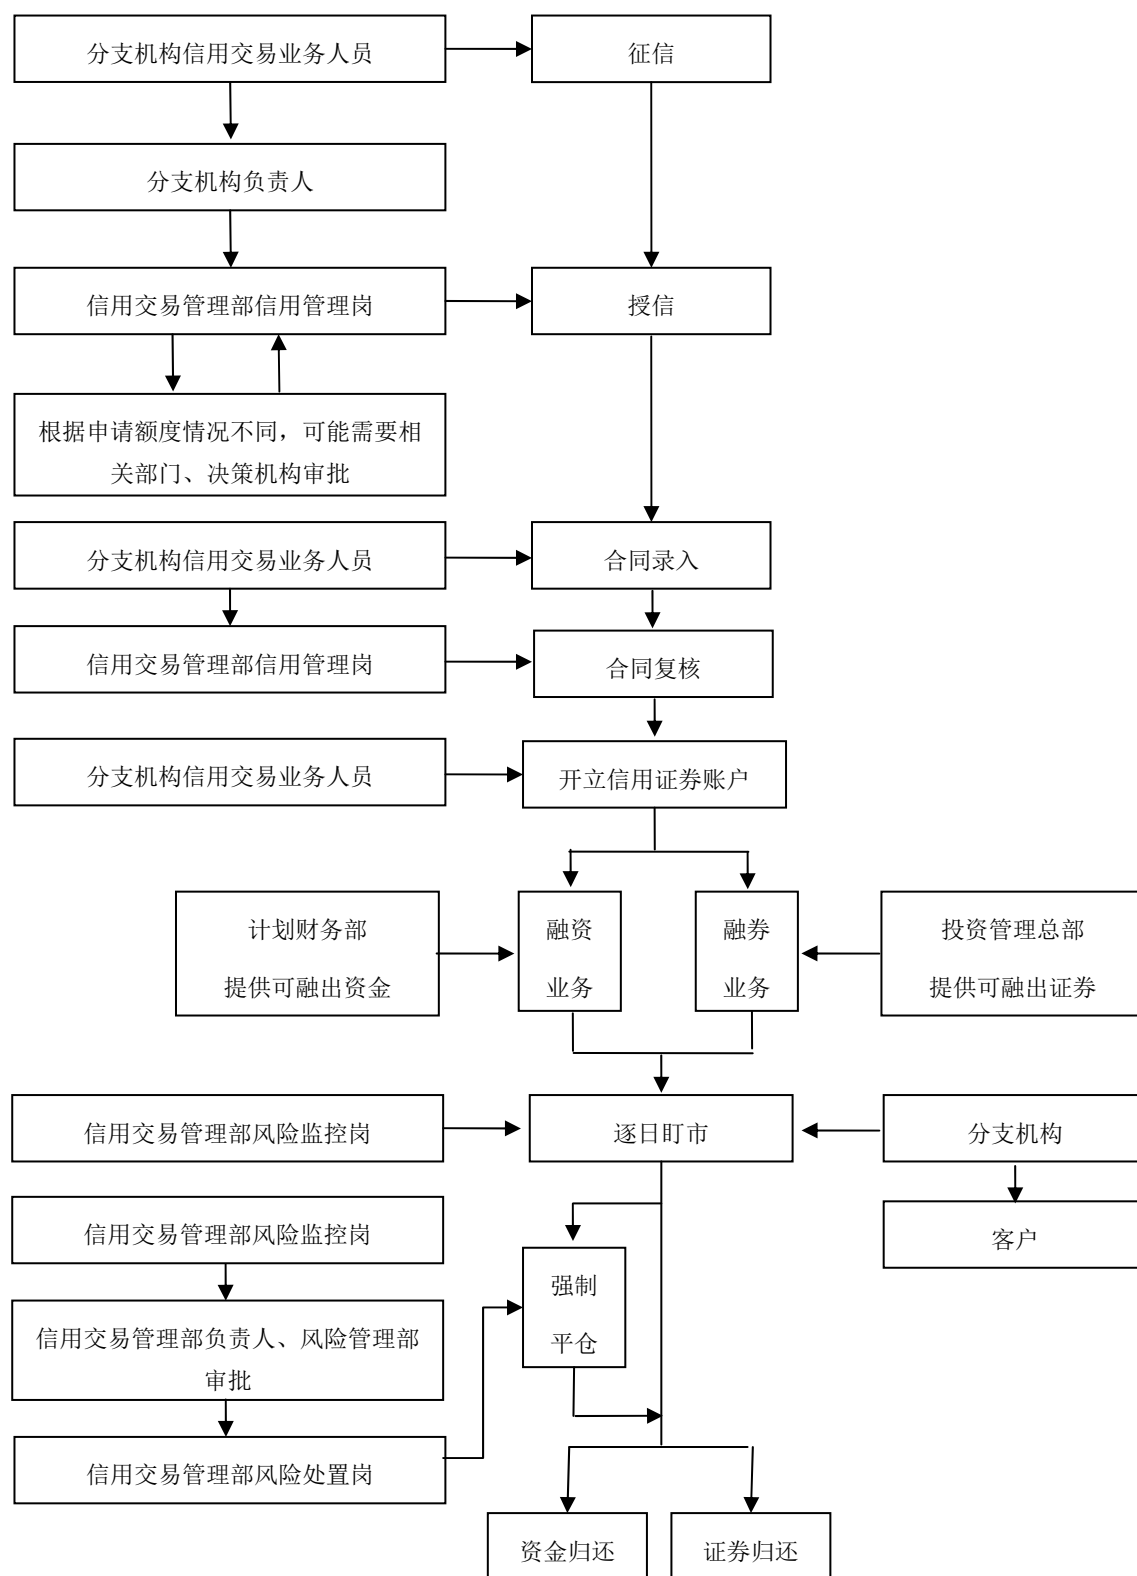 分支机构信用交易业务人员
征信
分支机构负责人
信用交易管理部信用管理岗
授信
根据申请额度情况不同，可能需要相
关部门、决策机构审批
分支机构信用交易业务人员
合同录入
信用交易管理部信用管理岗
合同复核
分支机构信用交易业务人员
开立信用证券账户
计划财务部
提供可融出资金
融资
业务
融券
业务
投资管理总部
提供可融出证券
信用交易管理部风险监控岗
逐日盯市
分支机构
信用交易管理部风险监控岗
客户
强制
平仓
信用交易管理部负责人、风险管理部
审批
信用交易管理部风险处置岗
资金归还
证券归还